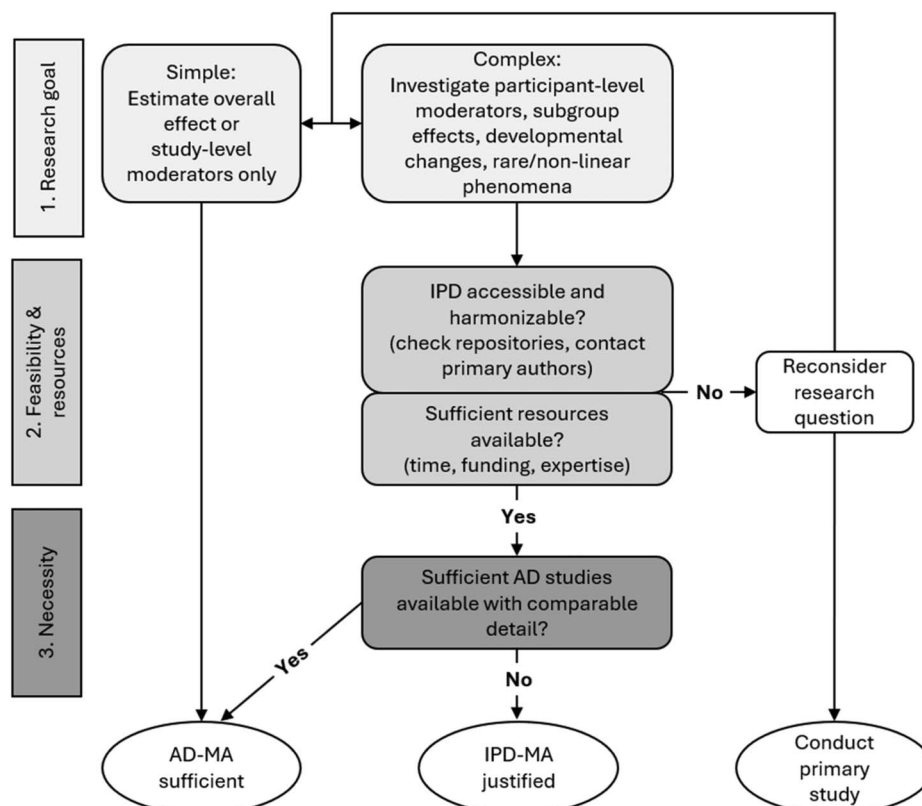 1. Research goal
Simple:
Estimate overall
effect or
study-level
moderators only
Complex:
Investigate participant-level
moderators, subgroup
effects, developmental
changes, rare/non-linear
phenomena
2. Feasibility &
resources
IPD accessible and
harmonizable?
(check repositories, contact
primary authors)
No
Reconsider
research
question
Sufficient resources
available?
(time, funding, expertise)
Yes
3. Necessity
Sufficient AD studies
available with comparable
detail?
Yes
No
AD-MA
sufficient
IPD-MA
justified
Conduct
primary
study